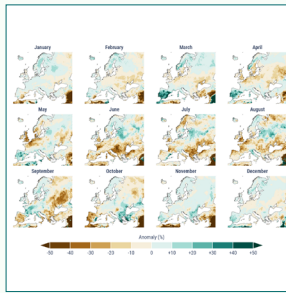 January February March April
May June July August
September October November December
Anomaly (%)
-50 -40 -30 -20 -10 0 +10 +20 +30 +40 +50